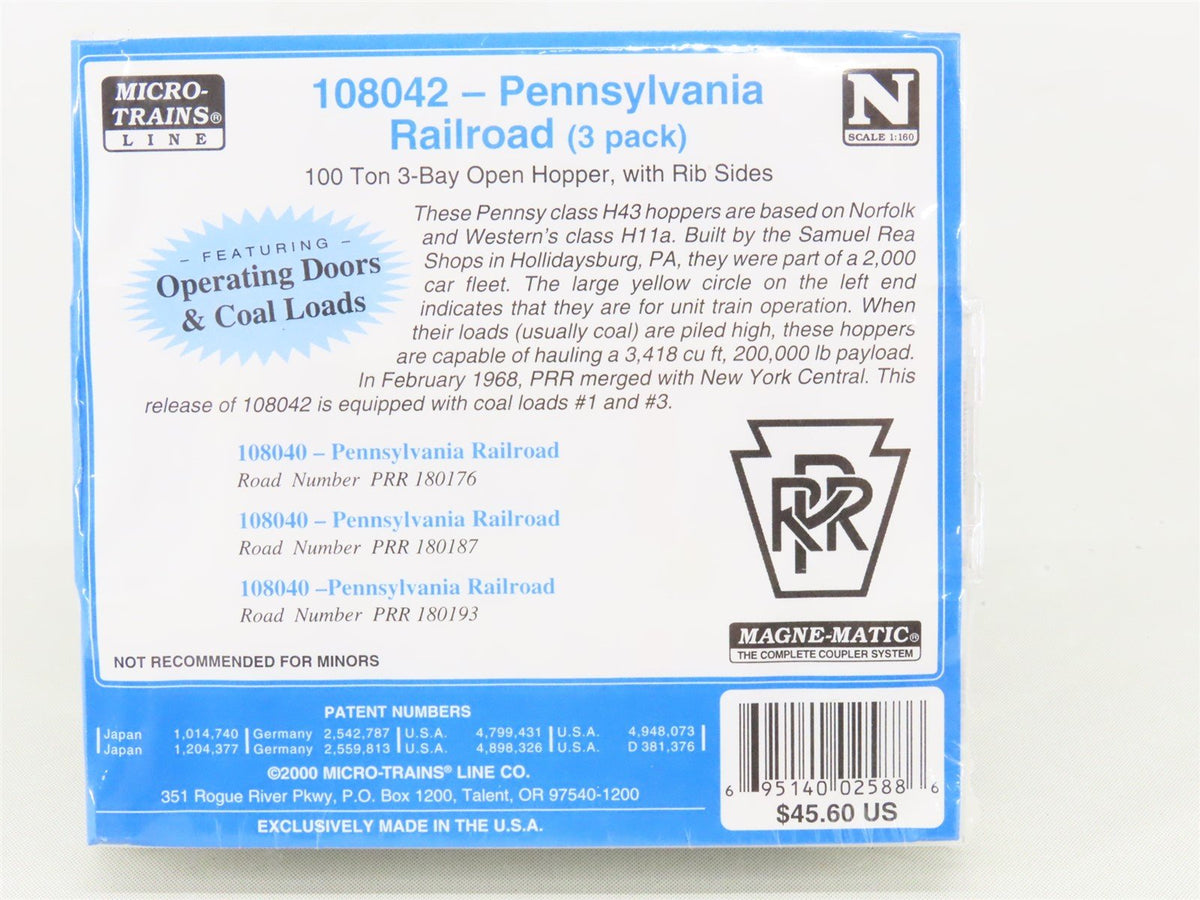 MICRO-
TRAINS®
LINE
108042 – Pennsylvania
Railroad (3 pack)
N
SCALE 1:160
100 Ton 3-Bay Open Hopper, with Rib Sides
– FEATURING –
Operating Doors
& Coal Loads
These Pennsy class H43 hoppers are based on Norfolk
and Western's class H11a. Built by the Samuel Rea
Shops in Hollidaysburg, PA, they were part of a 2,000
car fleet. The large yellow circle on the left end
indicates that they are for unit train operation. When
their loads (usually coal) are piled high, these hoppers
are capable of hauling a 3,418 cu ft, 200,000 lb payload.
In February 1968, PRR merged with New York Central. This
release of 108042 is equipped with coal loads #1 and #3.
108040 – Pennsylvania Railroad
Road Number PRR 180176
108040 – Pennsylvania Railroad
Road Number PRR 180187
108040 –Pennsylvania Railroad
Road Number PRR 180193
PRR
MAGNE-MATIC®
THE COMPLETE COUPLER SYSTEM
NOT RECOMMENDED FOR MINORS
PATENT NUMBERS
Japan 1,014,740 Germany 2,542,787 U.S.A. 4,799,431 U.S.A. 4,948,073
Japan 1,204,377 Germany 2,559,813 U.S.A. 4,898,326 U.S.A. D 381,376
©2000 MICRO-TRAINS® LINE CO.
351 Rogue River Pkwy, P.O. Box 1200, Talent, OR 97540-1200
EXCLUSIVELY MADE IN THE U.S.A.
6 95140 02588 6
$45.60 US